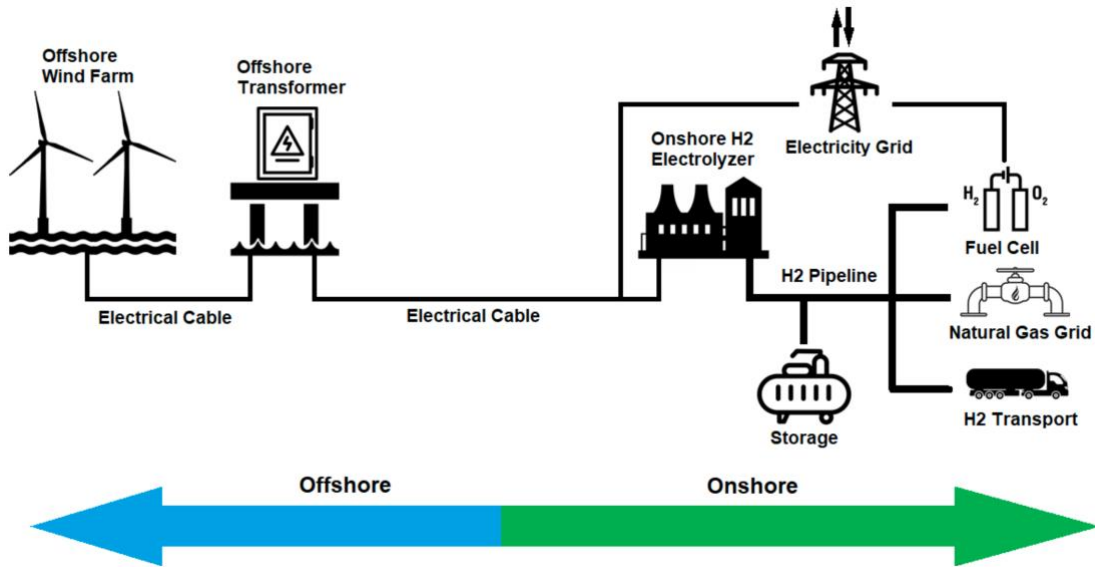 Offshore
Wind Farm
Offshore
Transformer
Electrical Cable
Electrical Cable
Onshore H2
Electrolyzer
Electricity Grid
H2 Pipeline
H₂ O₂
Fuel Cell
Natural Gas Grid
H2 Transport
Storage
Offshore
Onshore